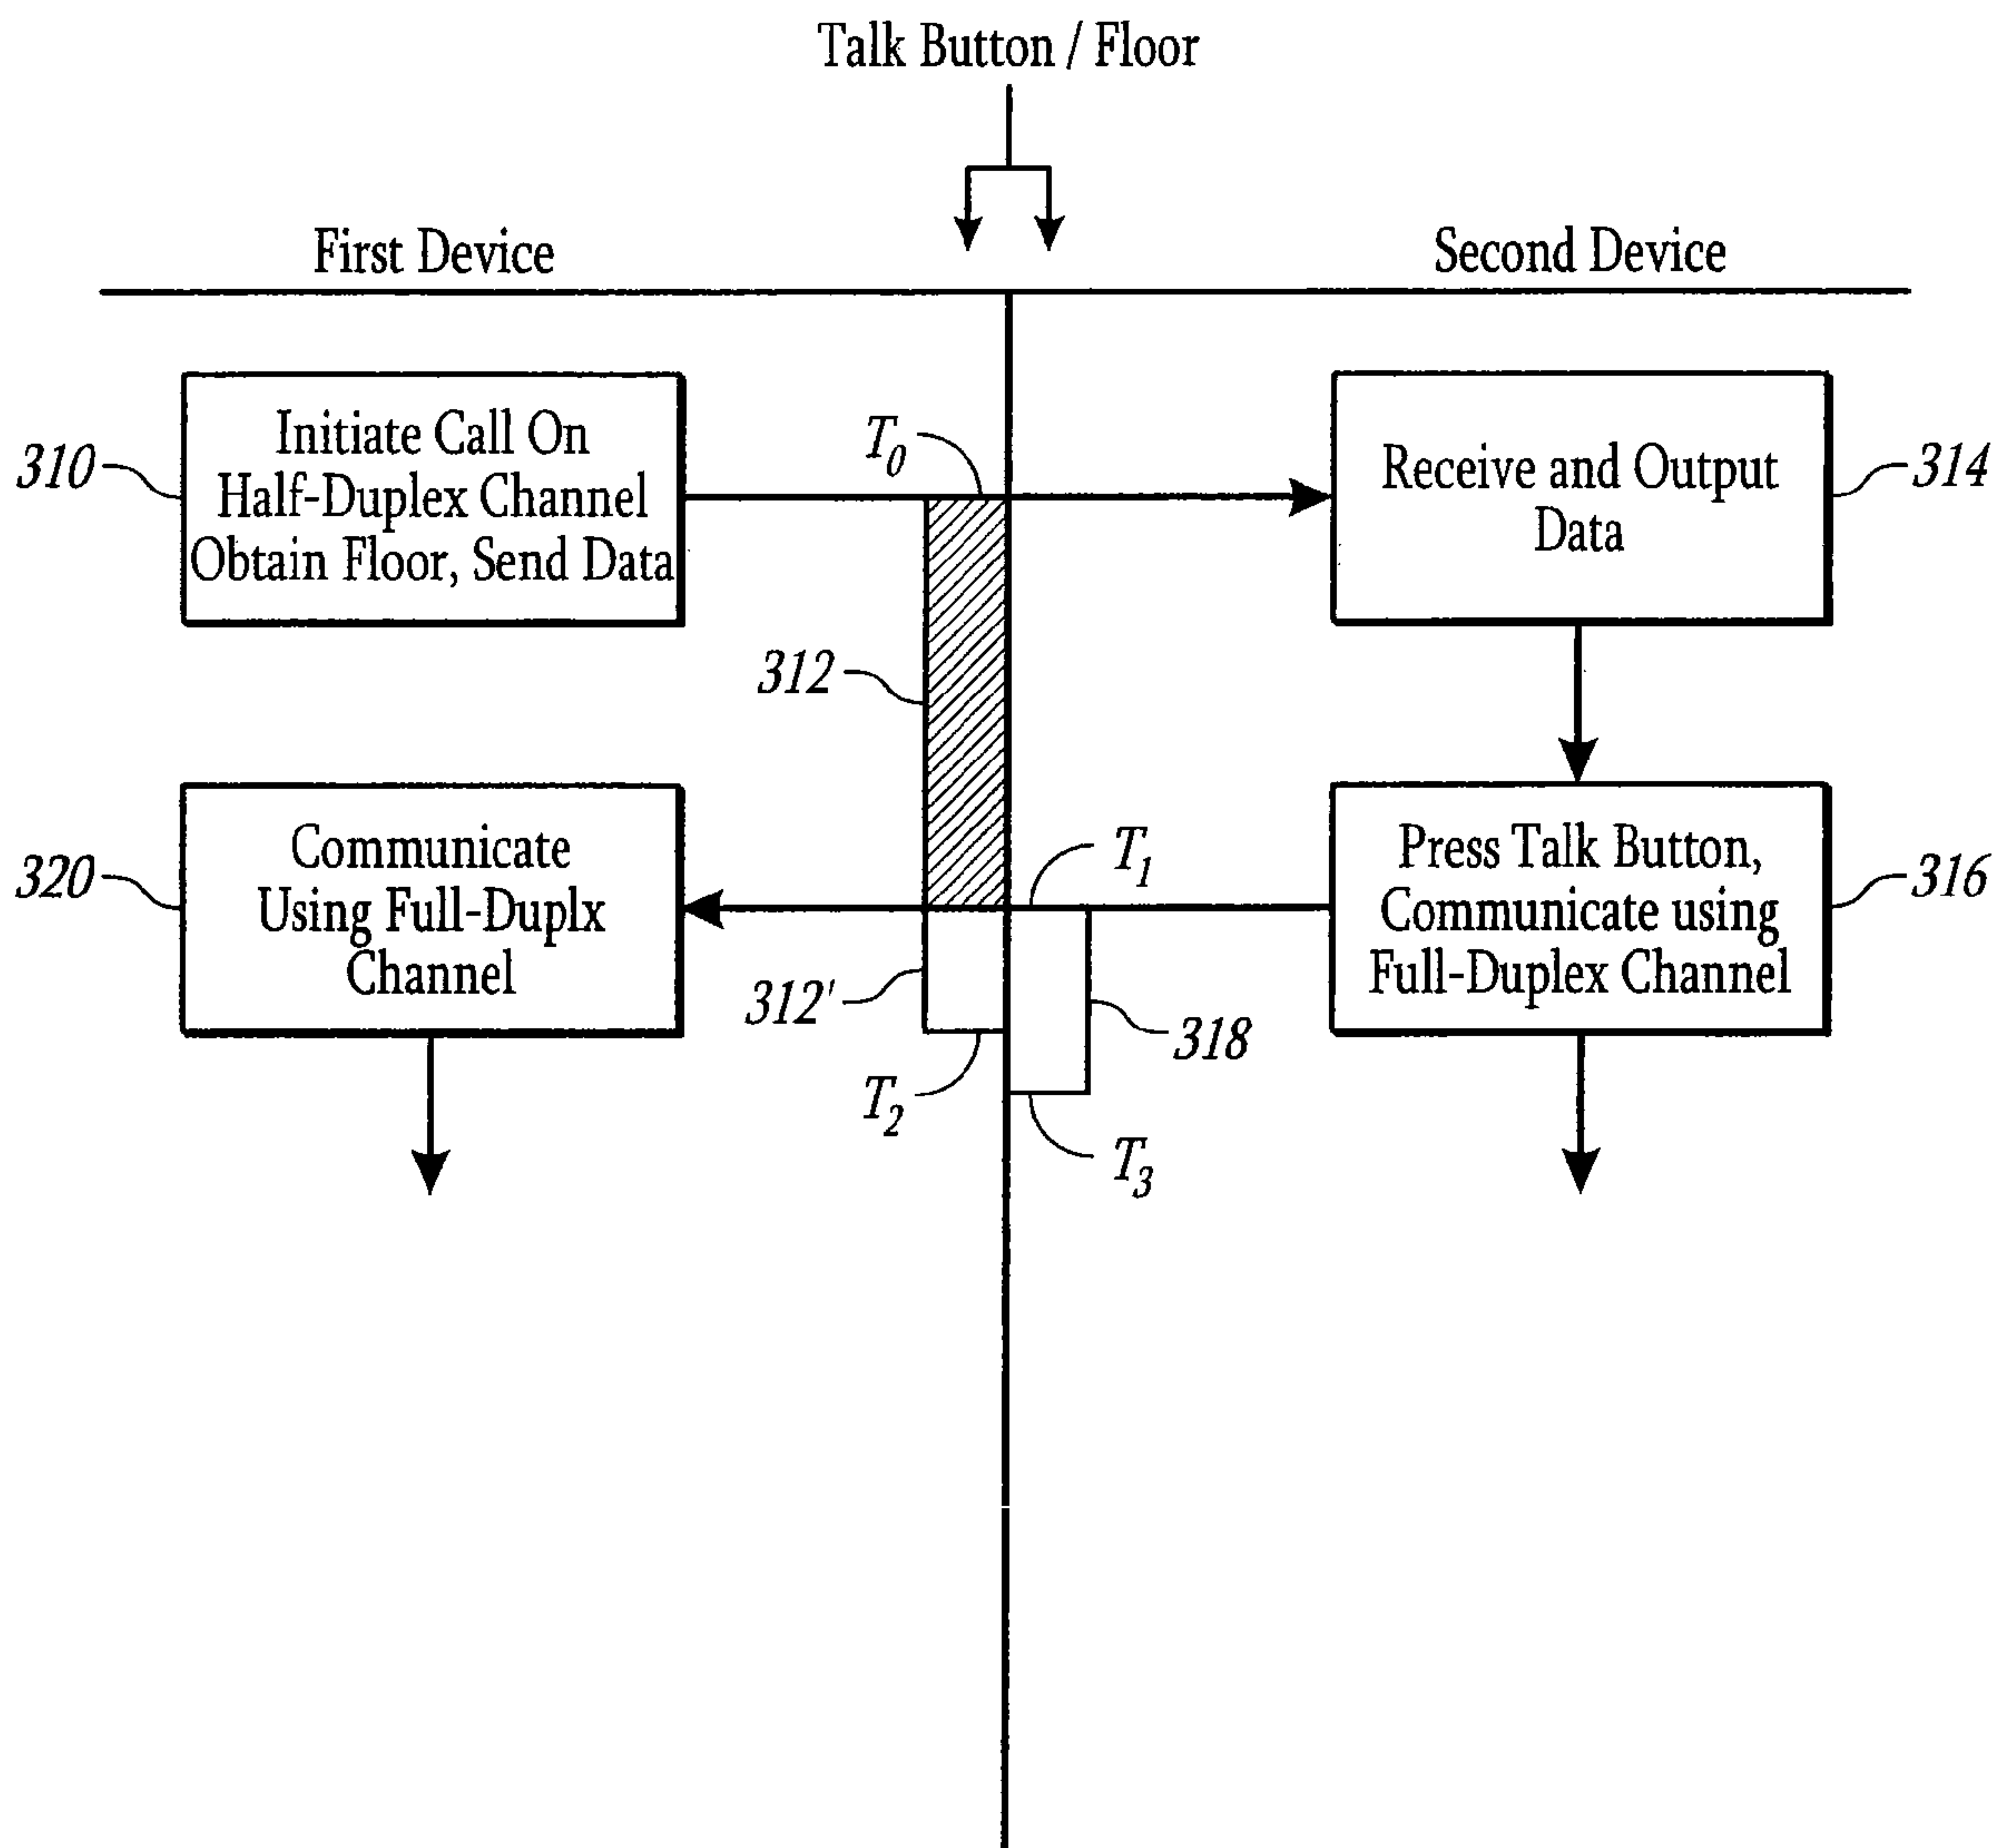 Talk Button / Floor
First Device
Second Device
310
Initiate Call On
Half-Duplex Channel
Obtain Floor, Send Data
T0
Receive and Output
Data
314
312
320
Communicate
Using Full-Duplx
Channel
T1
Press Talk Button,
Communicate using
Full-Duplex Channel
316
312'
318
T2
T3